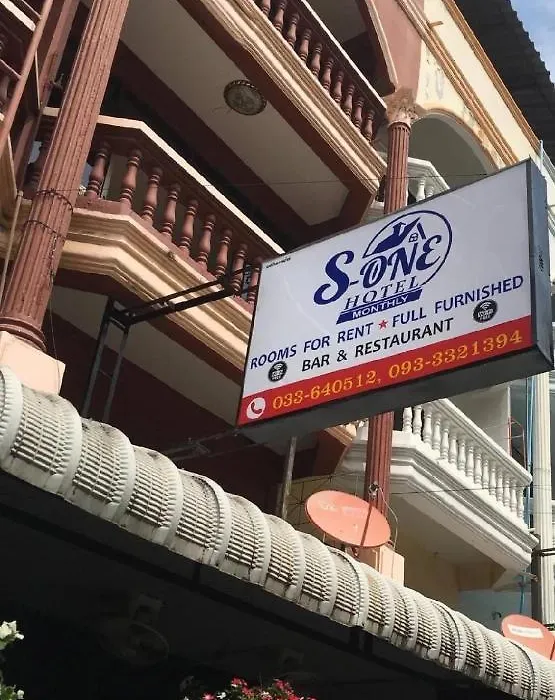 S-ONE
HOTEL
MONTHLY
ROOMS FOR RENT ★ FULL FURNISHED
BAR & RESTAURANT
033-640512, 093-3321394